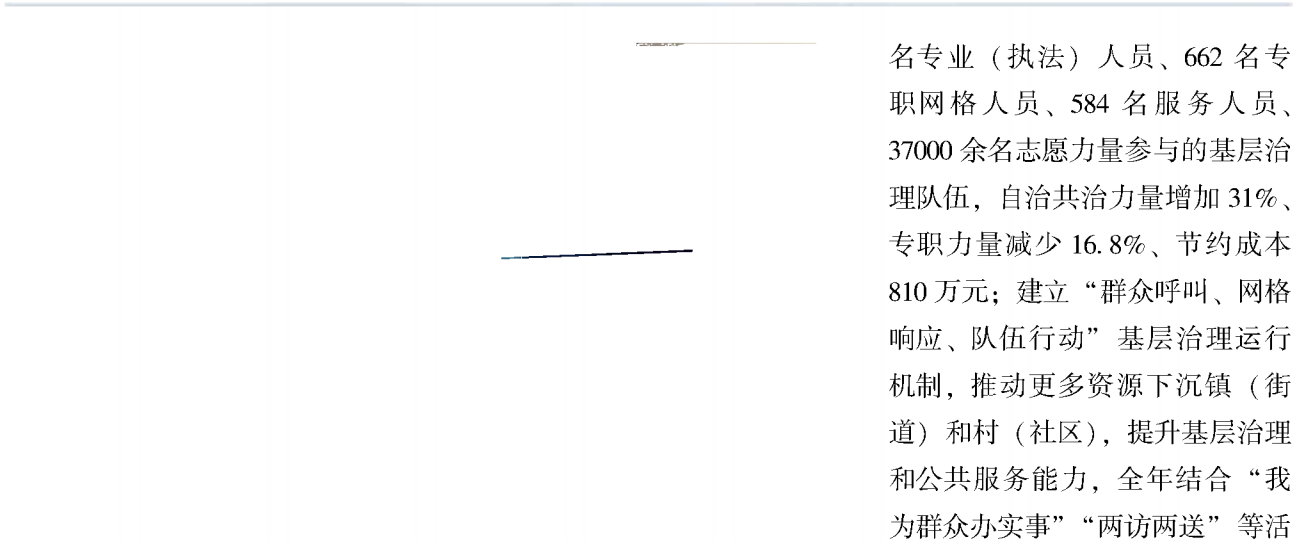 名专业（执法）人员、662 名专
职网格人员、584 名服务人员、
37000 余名志愿力量参与的基层治
理队伍，自治共治力量增加 31%、
专职力量减少 16. 8%、节约成本
810 万元；建立“群众呼叫、网格
响应、队伍行动”基层治理运行
机制，推动更多资源下沉镇（街
道）和村（社区），提升基层治理
和公共服务能力，全年结合“我
为群众办实事”“两访两送”等活